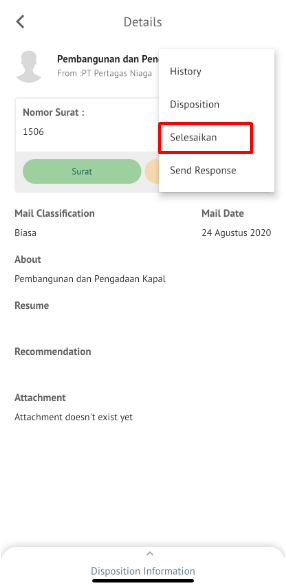 Details
Pembangunan dan Pen
From :PT Pertagas Niaga
History
Disposition
Selesaikan
Send Response
Nomor Surat :
1506
Surat
Mail Classification
Mail Date
Biasa
24 Agustus 2020
About
Pembangunan dan Pengadaan Kapal
Resume
Recommendation
Attachment
Attachment doesn't exist yet
Disposition Information